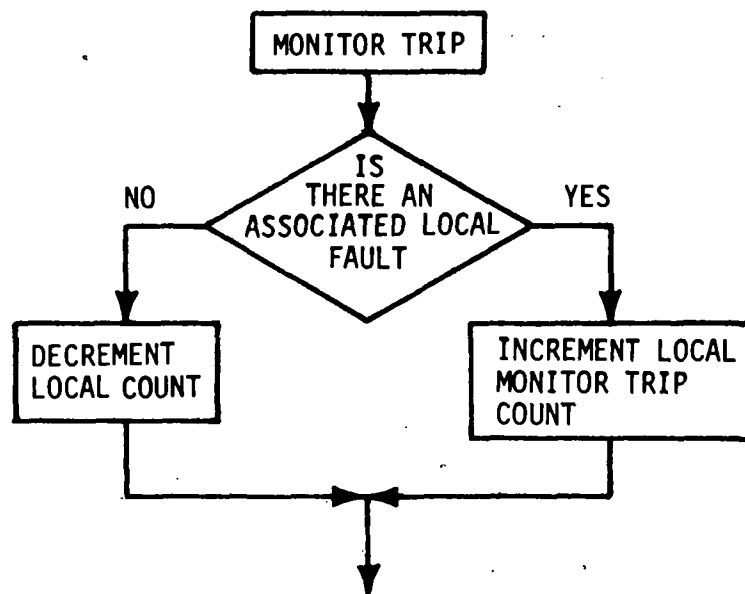 MONITOR TRIP
IS
THERE AN
ASSOCIATED LOCAL
FAULT
NO
YES
DECREMENT
LOCAL COUNT
INCREMENT LOCAL
MONITOR TRIP
COUNT